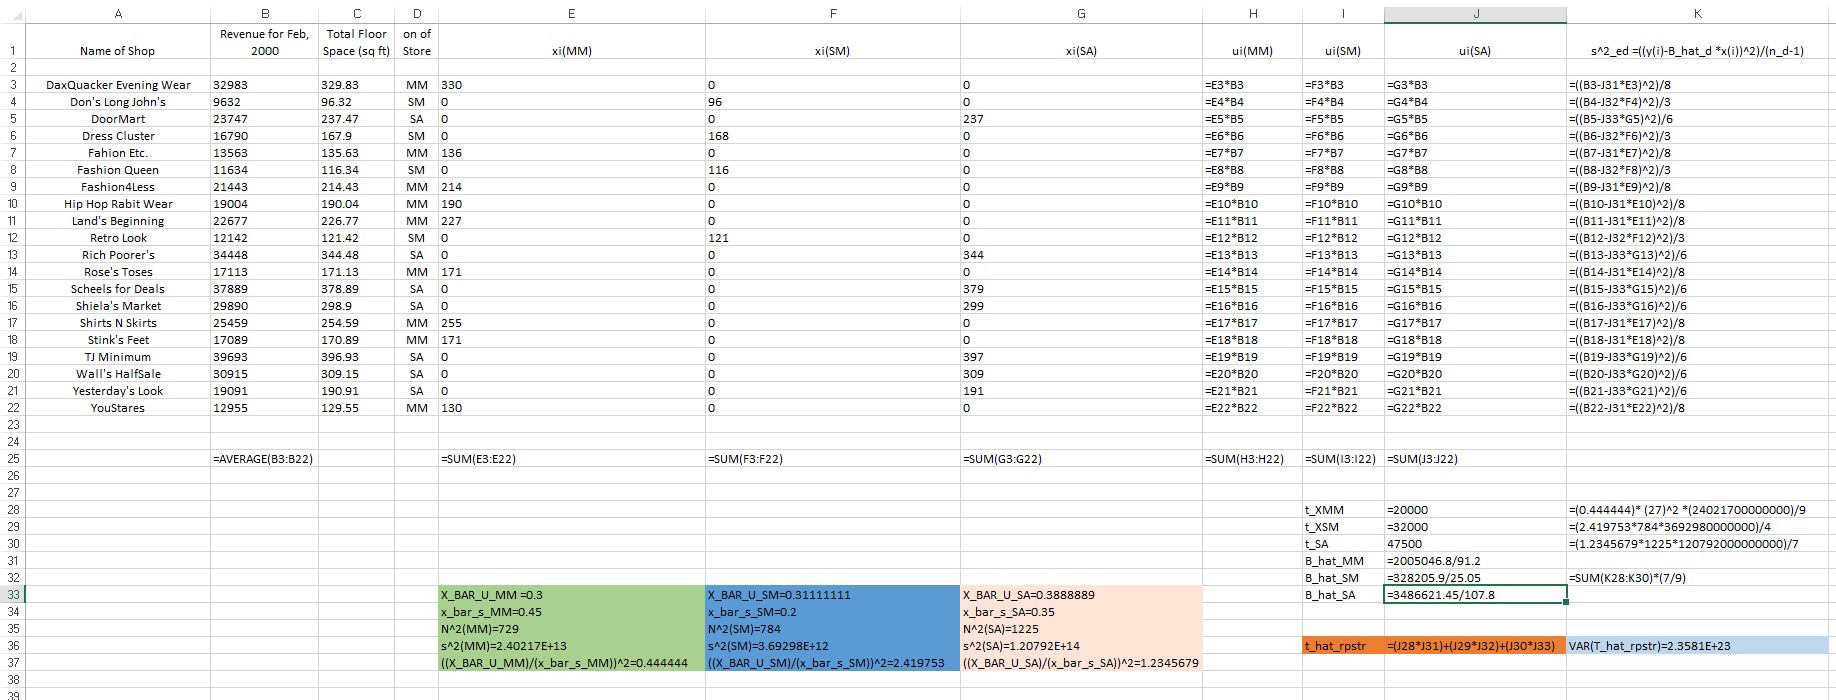 A B C D E F G H I J K
1 Name of Shop Revenue for Feb, 2000 Total Floor Space (sq ft) on of Store xi(MM) xi(SM) xi(SA) ui(MM) ui(SM) ui(SA) s^2_ed =((y(i)-B_hat_d *x(i))^2)/(n_d-1)
2
3 DaxQuacker Evening Wear 32983 329.83 MM 330 0 0 =E3*B3 =F3*B3 =G3*B3 =((B3-J31*E3)^2)/8
4 Don's Long John's 9632 96.32 SM 0 96 0 =E4*B4 =F4*B4 =G4*B4 =((B4-J32*F4)^2)/3
5 DoorMart 23747 237.47 SA 0 0 237 =E5*B5 =F5*B5 =G5*B5 =((B5-J33*G5)^2)/6
6 Dress Cluster 16790 167.9 SM 0 168 0 =E6*B6 =F6*B6 =G6*B6 =((B6-J32*F6)^2)/3
7 Fahion Etc. 13563 135.63 MM 136 0 0 =E7*B7 =F7*B7 =G7*B7 =((B7-J31*E7)^2)/8
8 Fashion Queen 11634 116.34 SM 0 116 0 =E8*B8 =F8*B8 =G8*B8 =((B8-J32*F8)^2)/3
9 Fashion4Less 21443 214.43 MM 214 0 0 =E9*B9 =F9*B9 =G9*B9 =((B9-J31*E9)^2)/8
10 Hip Hop Rabit Wear 19004 190.04 MM 190 0 0 =E10*B10 =F10*B10 =G10*B10 =((B10-J31*E10)^2)/8
11 Land's Beginning 22677 226.77 MM 227 0 0 =E11*B11 =F11*B11 =G11*B11 =((B11-J31*E11)^2)/8
12 Retro Look 12142 121.42 SM 0 121 0 =E12*B12 =F12*B12 =G12*B12 =((B12-J32*F12)^2)/3
13 Rich Poorer's 34448 344.48 SA 0 0 344 =E13*B13 =F13*B13 =G13*B13 =((B13-J33*G13)^2)/6
14 Rose's Toses 17113 171.13 MM 171 0 0 =E14*B14 =F14*B14 =G14*B14 =((B14-J31*E14)^2)/8
15 Scheels for Deals 37889 378.89 SA 0 0 379 =E15*B15 =F15*B15 =G15*B15 =((B15-J33*G15)^2)/6
16 Shiela's Market 29890 298.9 SA 0 0 299 =E16*B16 =F16*B16 =G16*B16 =((B16-J33*G16)^2)/6
17 Shirts N Skirts 25459 254.59 MM 255 0 0 =E17*B17 =F17*B17 =G17*B17 =((B17-J31*E17)^2)/8
18 Stink's Feet 17089 170.89 MM 171 0 0 =E18*B18 =F18*B18 =G18*B18 =((B18-J31*E18)^2)/8
19 TJ Minimum 39693 396.93 SA 0 0 397 =E19*B19 =F19*B19 =G19*B19 =((B19-J33*G19)^2)/6
20 Wall's HalfSale 30915 309.15 SA 0 0 309 =E20*B20 =F20*B20 =G20*B20 =((B20-J33*G20)^2)/6
21 Yesterday's Look 19091 190.91 SA 0 0 191 =E21*B21 =F21*B21 =G21*B21 =((B21-J33*G21)^2)/6
22 YouStares 12955 129.55 MM 130 0 0 =E22*B22 =F22*B22 =G22*B22 =((B22-J31*E22)^2)/8
23
24
25 =AVERAGE(B3:B22) =SUM(E3:E22) =SUM(F3:F22) =SUM(G3:G22) =SUM(H3:H22) =SUM(I3:I22) =SUM(J3:J22)
26
27
28 t_XMM =20000 =(0.444444)* (27)^2 *(24021700000000)/9
29 t_XSM =32000 =(2.419753*784*3692980000000)/4
30 t_SA 47500 =(1.2345679*1225*120792000000000)/7
31 B_hat_MM =2005046.8/91.2
32 B_hat_SM =328205.9/25.05 =SUM(K28:K30)*(7/9)
33 X_BAR_U_MM =0.3 X_BAR_U_SM=0.31111111 X_BAR_U_SA=0.3888889 B_hat_SA =3486621.45/107.8
34 x_bar_s_MM=0.45 x_bar_s_SM=0.2 x_bar_s_SA=0.35
35 N^2(MM)=729 N^2(SM)=784 N^2(SA)=1225
36 s^2(MM)=2.40217E+13 s^2(SM)=3.69298E+12 s^2(SA)=1.20792E+14 t_hat_rpstr =(J28*J31)+(J29*J32)+(J30*J33) VAR(T_hat_rpstr)=2.3581E+23
37 ((X_BAR_U_MM)/(x_bar_s_MM))^2=0.444444 ((X_BAR_U_SM)/(x_bar_s_SM))^2=2.419753 ((X_BAR_U_SA)/(x_bar_s_SA))^2=1.2345679
38
39